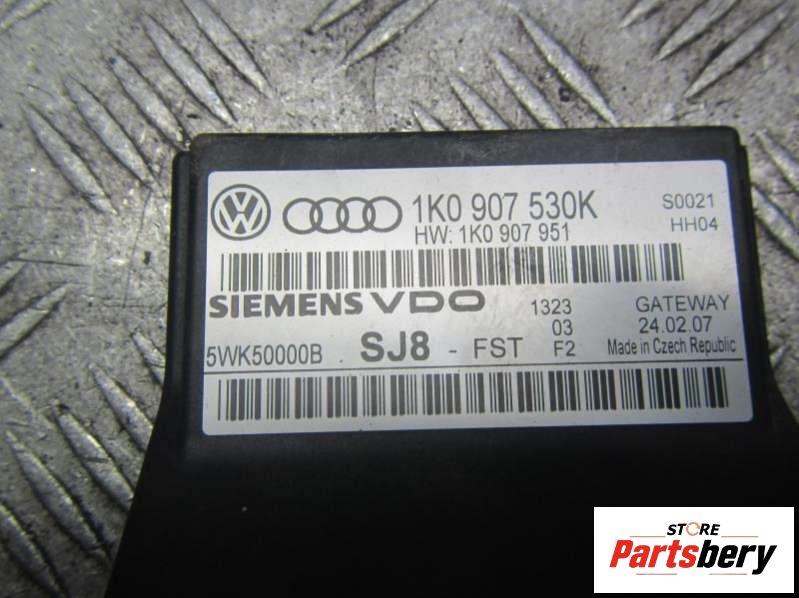 1K0 907 530K
S0021
HW: 1K0 907 951
HH04
SIEMENS VDO
1323
GATEWAY
03
24.02.07
5WK50000B
SJ8 - FST
F2
Made in Czech Republic
STORE
Partsbery